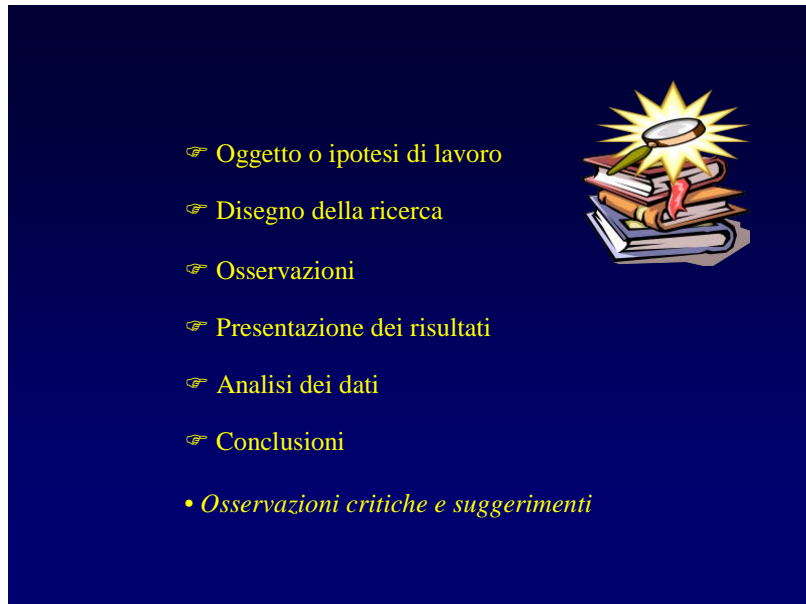 ☞ Oggetto o ipotesi di lavoro
☞ Disegno della ricerca
☞ Osservazioni
☞ Presentazione dei risultati
☞ Analisi dei dati
☞ Conclusioni
• Osservazioni critiche e suggerimenti